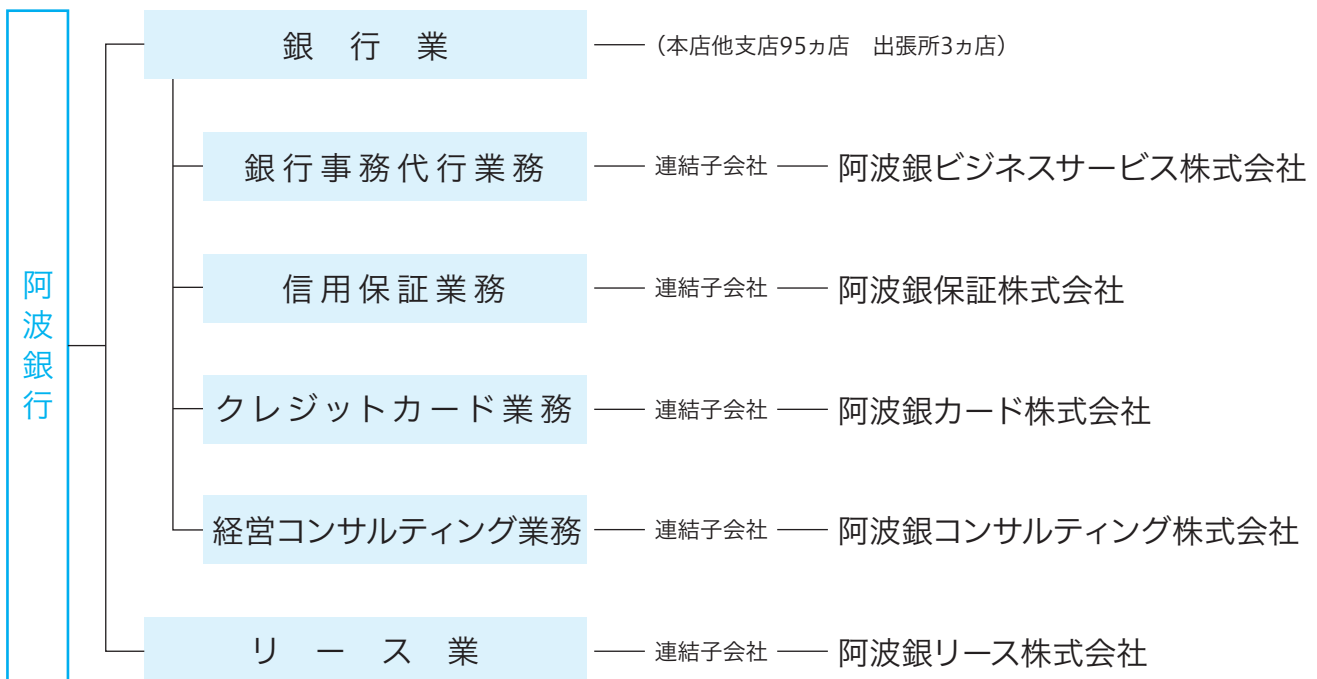 阿波銀行
銀行業 (本店他支店95ヵ店 出張所3ヵ店)
銀行事務代行業務 連結子会社 阿波銀ビジネスサービス株式会社
信用保証業務 連結子会社 阿波銀保証株式会社
クレジットカード業務 連結子会社 阿波銀カード株式会社
経営コンサルティング業務 連結子会社 阿波銀コンサルティング株式会社
リース業 連結子会社 阿波銀リース株式会社